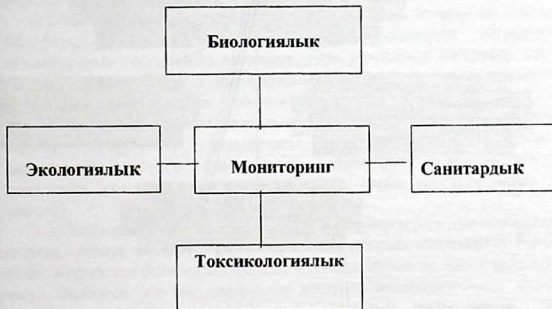 Биологиялык
Экологиялык
Мониторинг
Санитардык
Токсикологиялык